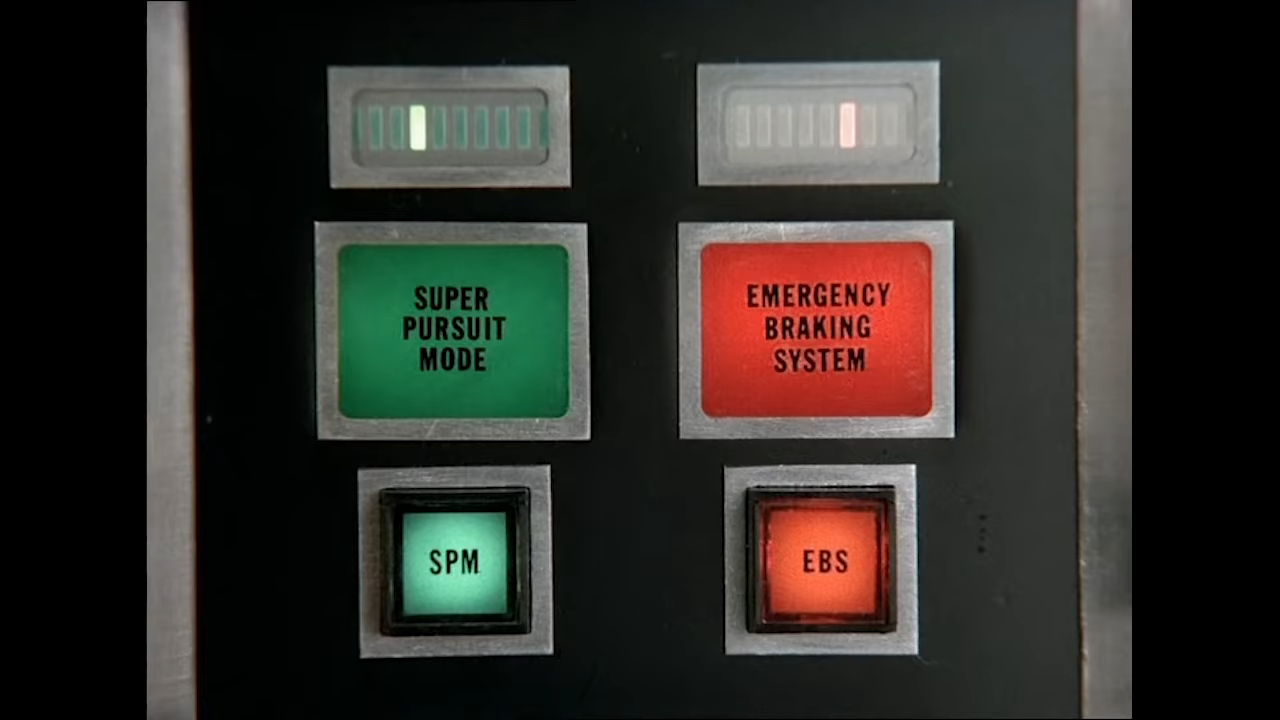 SUPER
PURSUIT
MODE
EMERGENCY
BRAKING
SYSTEM
SPM
EBS